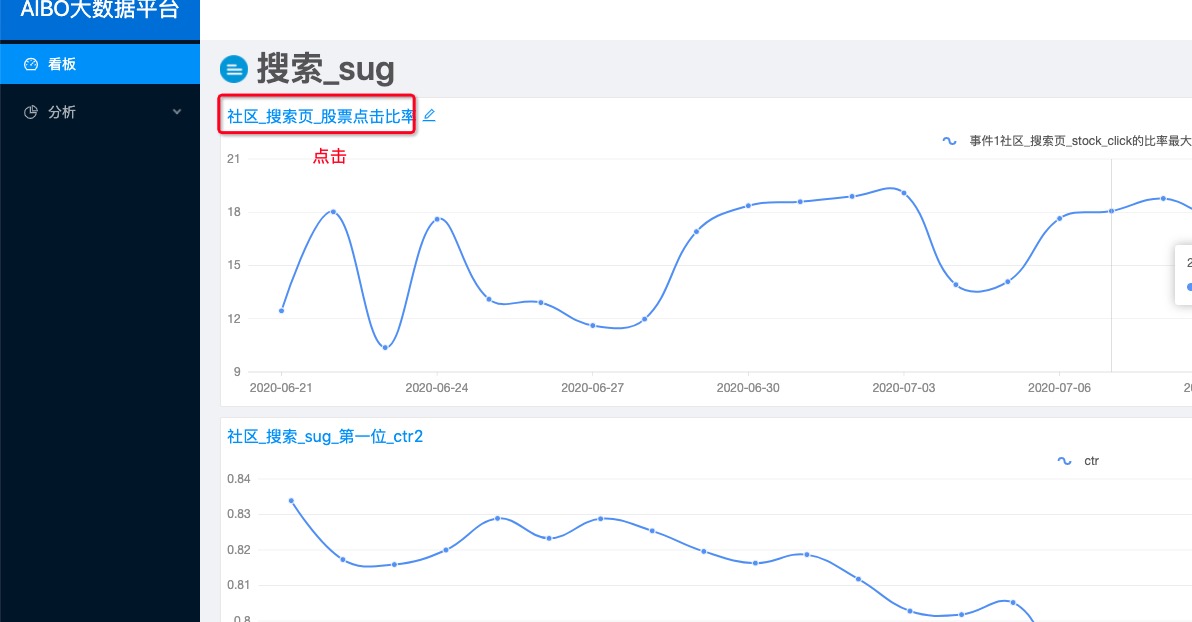 AIBO大数据平台
看板
分析
搜索_sug
社区_搜索页_股票点击比率
点击
事件1社区_搜索页_stock_click的比率最大
21
18
15
12
9
2020-06-21 2020-06-24 2020-06-27 2020-06-30 2020-07-03 2020-07-06
社区_搜索_sug_第一位_ctr2
ctr
0.84
0.83
0.82
0.81
0.8